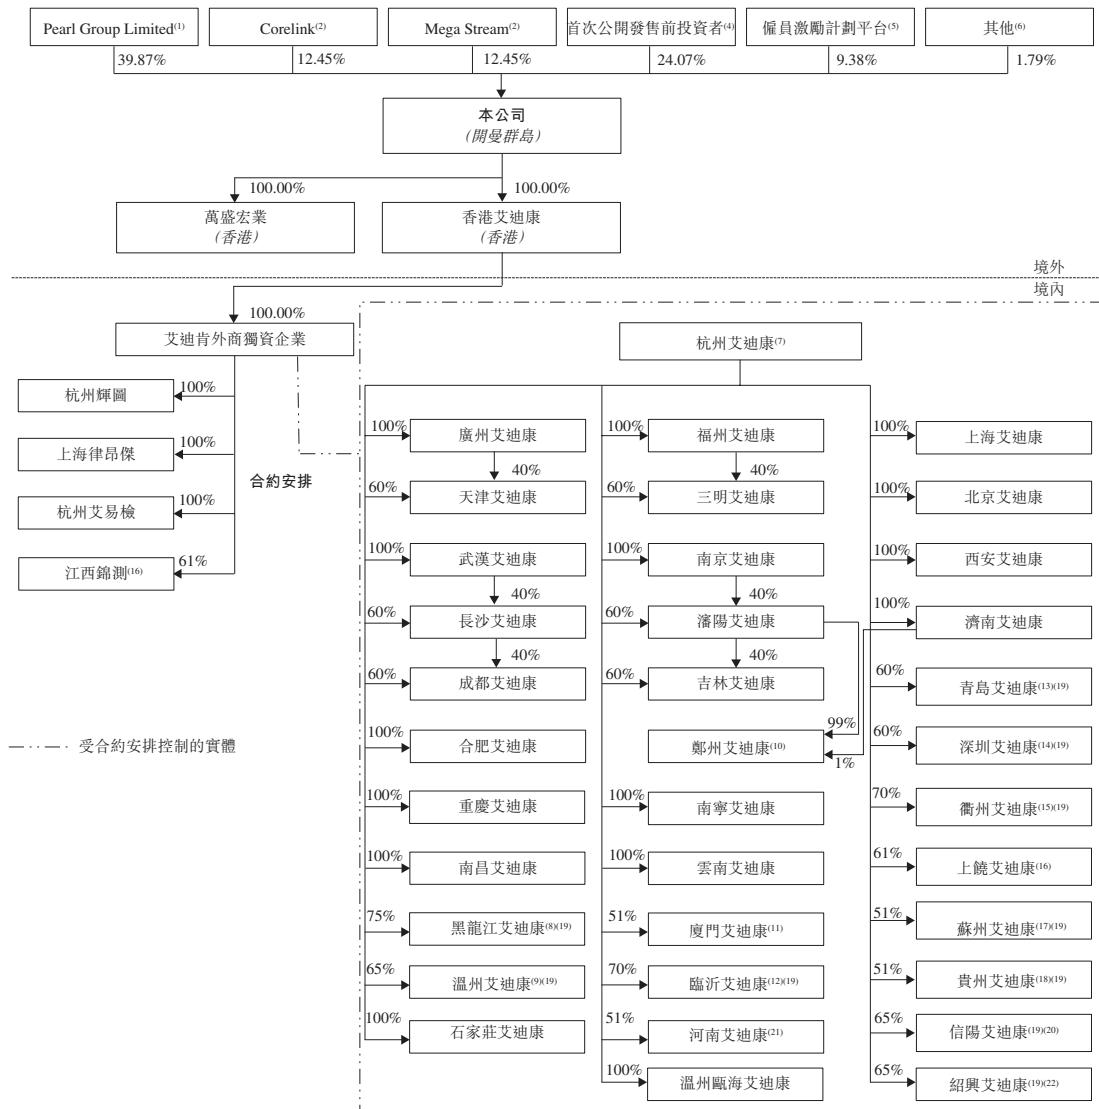 Pearl Group Limited(1)
Corelink(2)
Mega Stream(2)
首次公開發售前投資者(4)
僱員激勵計劃平台(5)
其他(6)
39.87%
12.45%
12.45%
24.07%
9.38%
1.79%
本公司
(開曼群島)
100.00%
100.00%
萬盛宏業
(香港)
香港艾迪康
(香港)
境外
境內
100.00%
艾迪肯外商獨資企業
杭州艾迪康(7)
100%
杭州輝圖
100%
上海律昂傑
合約安排
100%
杭州艾易檢
61%
江西錦測(16)
受合約安排控制的實體
100%
廣州艾迪康
40%
60%
天津艾迪康
100%
武漢艾迪康
40%
60%
長沙艾迪康
40%
60%
成都艾迪康
100%
合肥艾迪康
100%
重慶艾迪康
100%
南昌艾迪康
75%
黑龍江艾迪康(8)(19)
65%
溫州艾迪康(9)(19)
100%
石家莊艾迪康
100%
福州艾迪康
40%
60%
三明艾迪康
100%
南京艾迪康
40%
60%
瀋陽艾迪康
40%
60%
吉林艾迪康
99%
鄭州艾迪康(10)
1%
100%
南寧艾迪康
100%
雲南艾迪康
51%
廈門艾迪康(11)
70%
臨沂艾迪康(12)(19)
51%
河南艾迪康(21)
100%
溫州甌海艾迪康
100%
上海艾迪康
100%
北京艾迪康
100%
西安艾迪康
100%
濟南艾迪康
60%
青島艾迪康(13)(19)
60%
深圳艾迪康(14)(19)
70%
衢州艾迪康(15)(19)
61%
上饒艾迪康(16)
51%
蘇州艾迪康(17)(19)
51%
貴州艾迪康(18)(19)
65%
信陽艾迪康(19)(20)
65%
紹興艾迪康(19)(22)